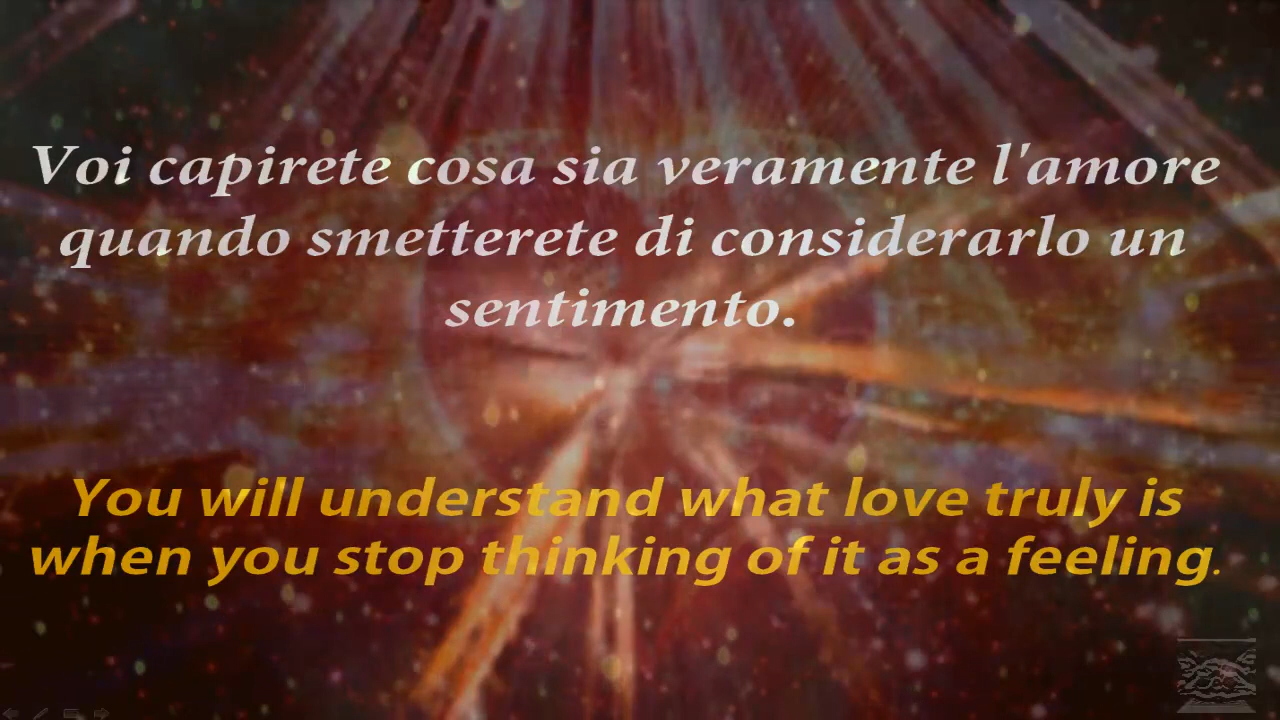 Voi capirete cosa sia veramente l'amore
quando smetterete di considerarlo un
sentimento.
You will understand what love truly is
when you stop thinking of it as a feeling.